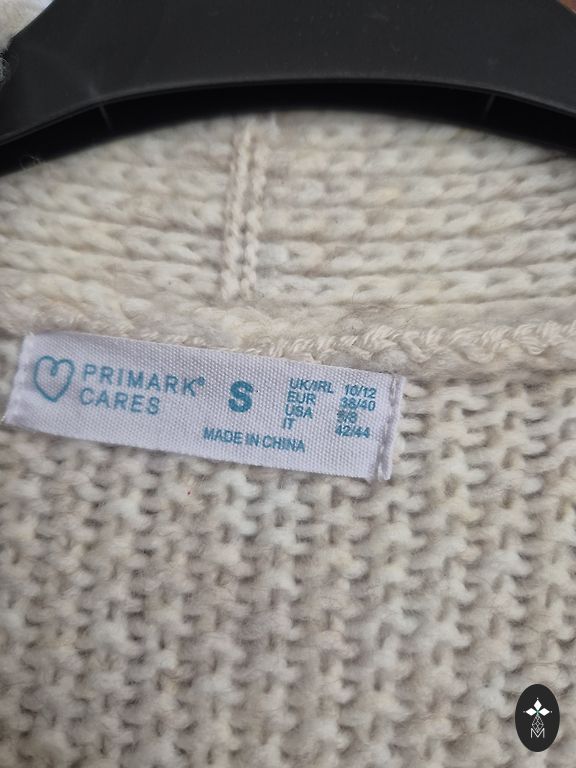 PRIMARK®
CARES
S
UK/IRL 10/12
EUR 38/40
USA 6/8
IT 42/44
MADE IN CHINA
M